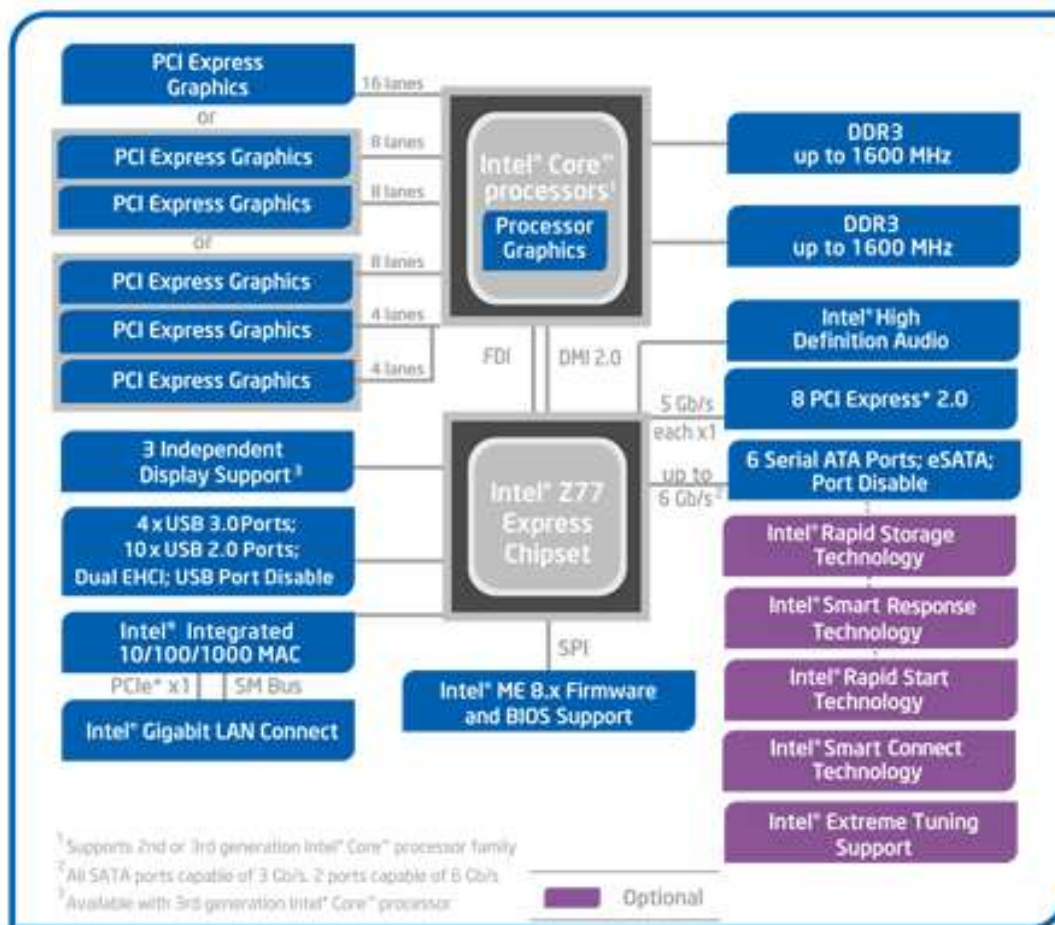 PCI Express
Graphics
16 lanes
or
PCI Express Graphics
8 lanes
PCI Express Graphics
8 lanes
or
PCI Express Graphics
8 lanes
PCI Express Graphics
4 lanes
PCI Express Graphics
4 lanes
Intel® Core™
processors¹
Processor
Graphics
DDR3
up to 1600 MHz
DDR3
up to 1600 MHz
FDI
DMI 2.0
Intel® High
Definition Audio
5 Gb/s
each x1
8 PCI Express* 2.0
up to
6 Gb/s²
6 Serial ATA Ports; eSATA;
Port Disable
3 Independent
Display Support³
4 x USB 3.0 Ports;
10 x USB 2.0 Ports;
Dual EHCI; USB Port Disable
Intel® Integrated
10/100/1000 MAC
PCIe* x1
SM Bus
Intel® Gigabit LAN Connect
Intel® Z77
Express
Chipset
SPI
Intel® ME 8.x Firmware
and BIOS Support
Intel® Rapid Storage
Technology
Intel® Smart Response
Technology
Intel® Rapid Start
Technology
Intel® Smart Connect
Technology
Intel® Extreme Tuning
Support
¹ Supports 2nd or 3rd generation Intel® Core™ processor family
² All SATA ports capable of 3 Gb/s. 2 ports capable of 6 Gb/s
³ Available with 3rd generation Intel® Core™ processor
Optional